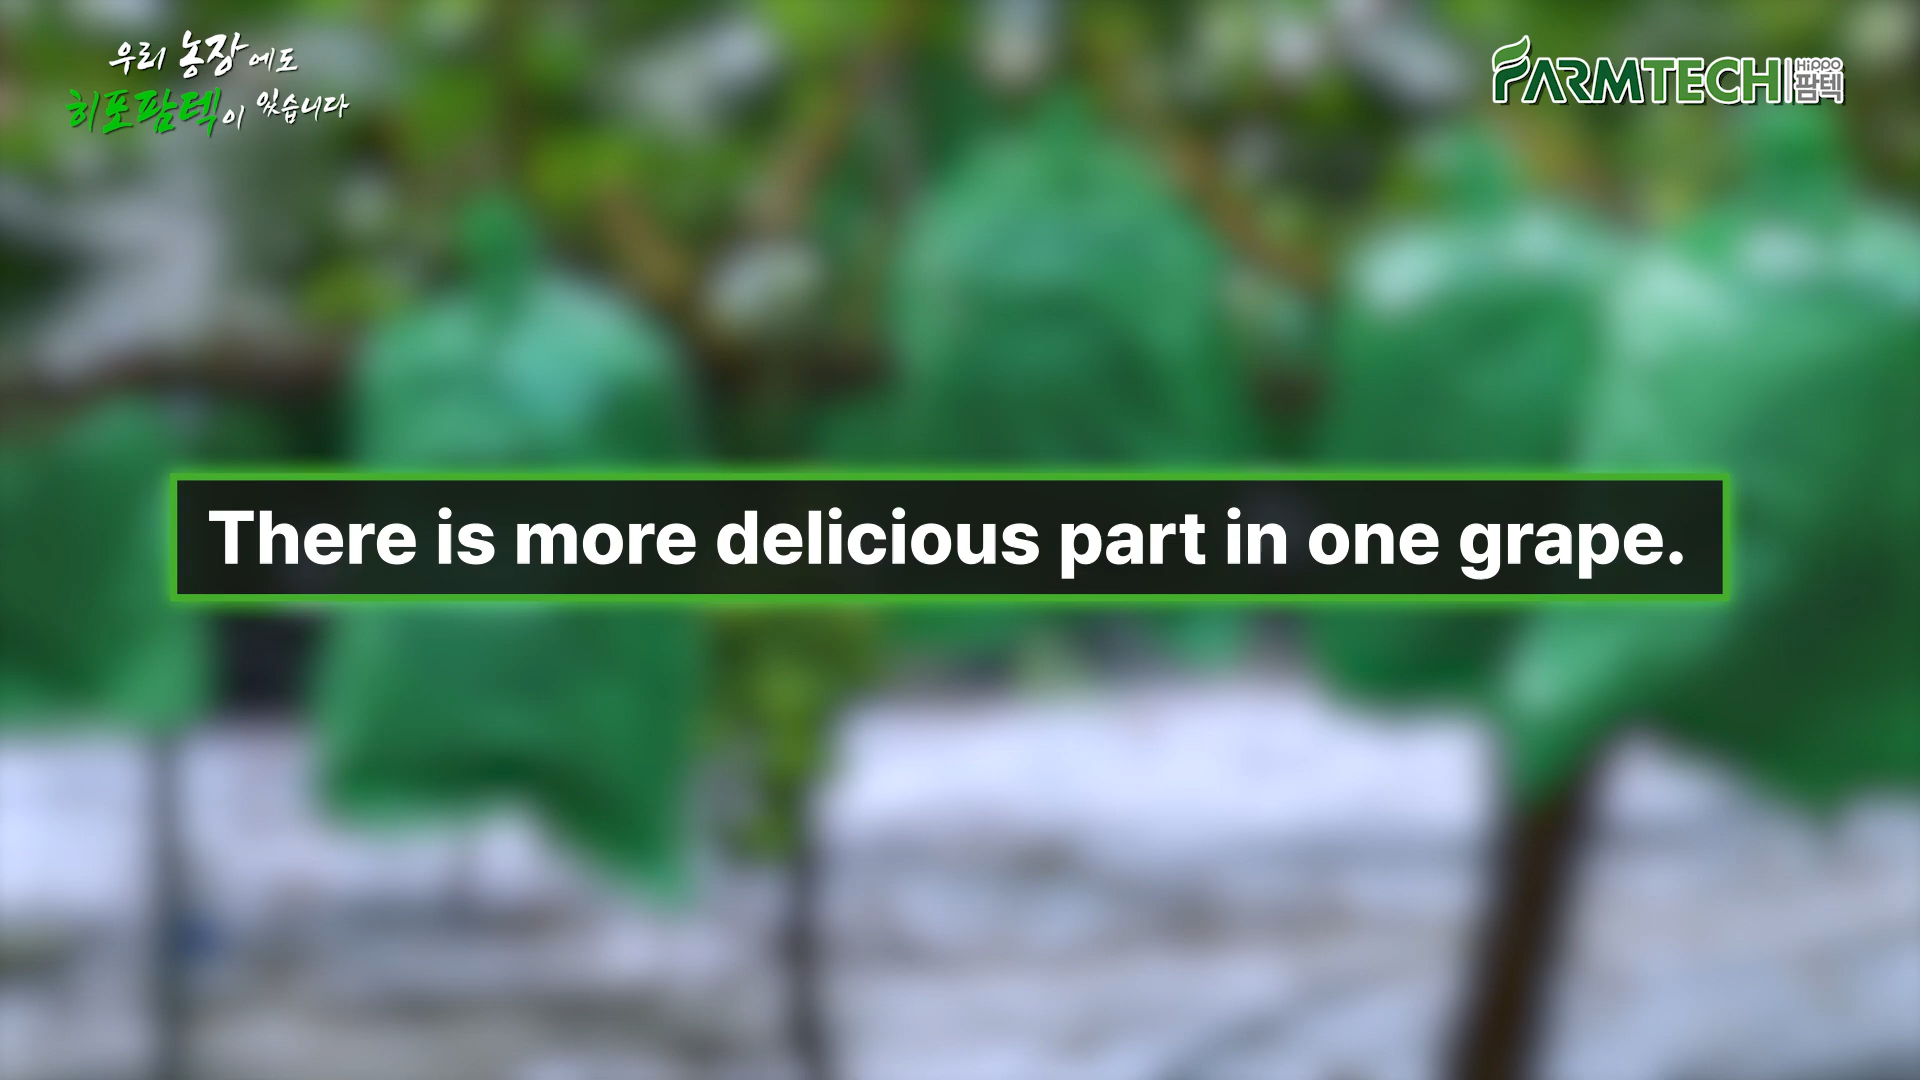 우리 농장에도
히포팜텍이 있습니다
FARMTECH
Hippo
팜텍
There is more delicious part in one grape.